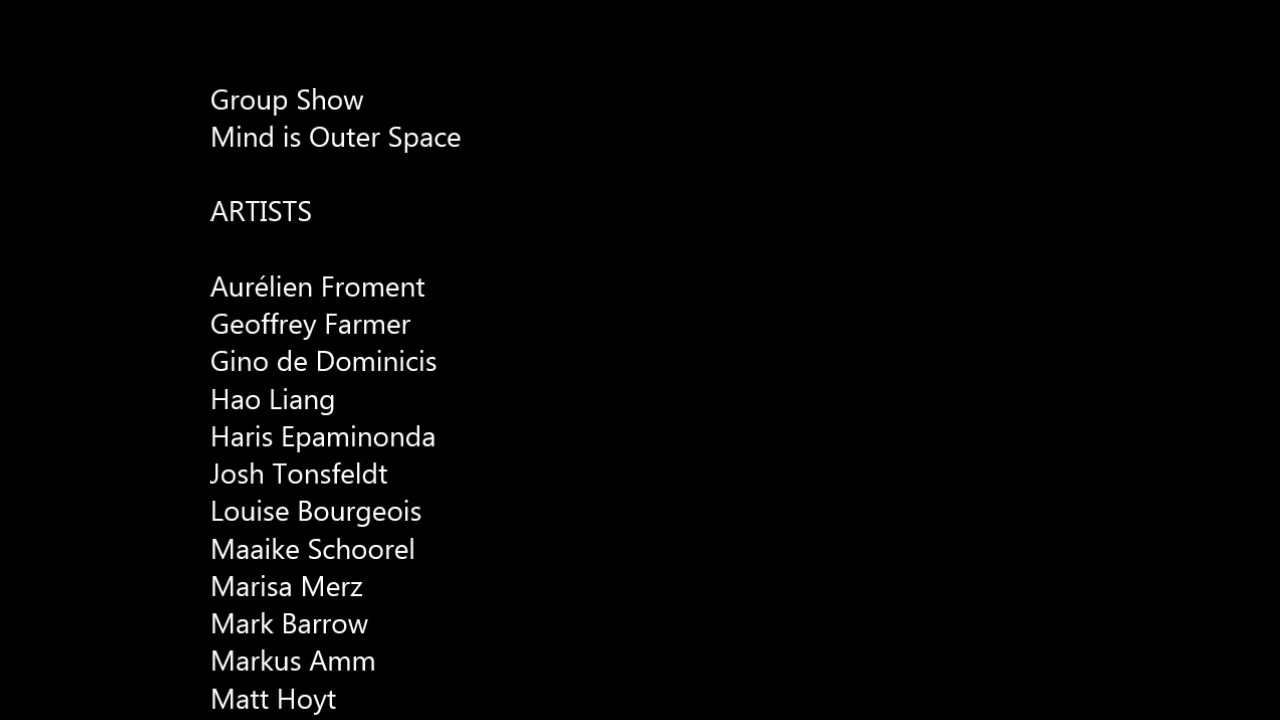 Group Show
Mind is Outer Space
ARTISTS
Aurélien Froment
Geoffrey Farmer
Gino de Dominicis
Hao Liang
Haris Epaminonda
Josh Tonsfeldt
Louise Bourgeois
Maaike Schoorel
Marisa Merz
Mark Barrow
Markus Amm
Matt Hoyt